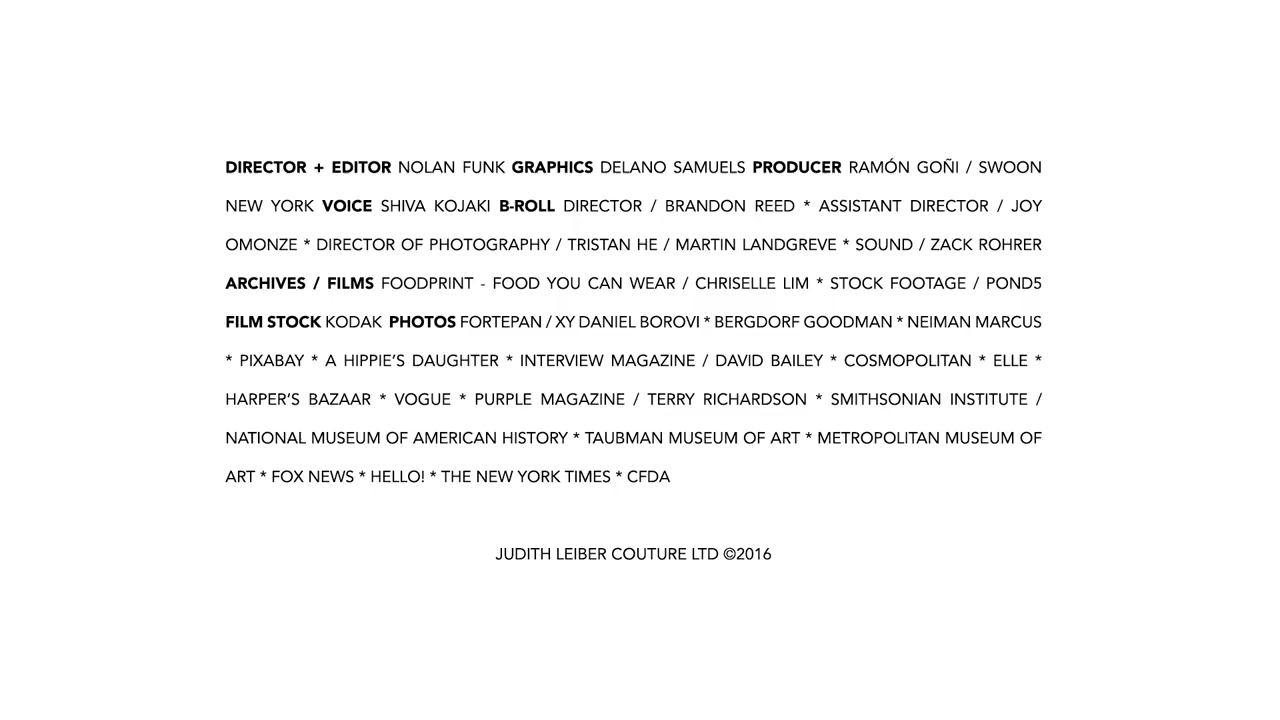 DIRECTOR + EDITOR NOLAN FUNK GRAPHICS DELANO SAMUELS PRODUCER RAMÓN GOÑI / SWOON
NEW YORK VOICE SHIVA KOJAKI B-ROLL DIRECTOR / BRANDON REED * ASSISTANT DIRECTOR / JOY
OMONZE * DIRECTOR OF PHOTOGRAPHY / TRISTAN HE / MARTIN LANDGREVE * SOUND / ZACK ROHRER
ARCHIVES / FILMS FOODPRINT - FOOD YOU CAN WEAR / CHRISELLE LIM * STOCK FOOTAGE / POND5
FILM STOCK KODAK PHOTOS FORTEPAN / XY DANIEL BOROVI * BERGDORF GOODMAN * NEIMAN MARCUS
* PIXABAY * A HIPPIE'S DAUGHTER * INTERVIEW MAGAZINE / DAVID BAILEY * COSMOPOLITAN * ELLE *
HARPER'S BAZAAR * VOGUE * PURPLE MAGAZINE / TERRY RICHARDSON * SMITHSONIAN INSTITUTE /
NATIONAL MUSEUM OF AMERICAN HISTORY * TAUBMAN MUSEUM OF ART * METROPOLITAN MUSEUM OF
ART * FOX NEWS * HELLO! * THE NEW YORK TIMES * CFDA
JUDITH LEIBER COUTURE LTD ©2016